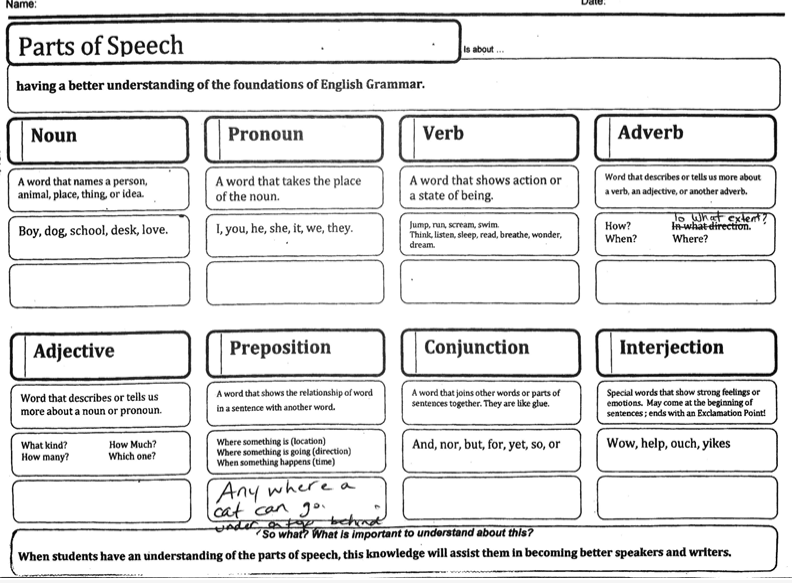 Name:
Date:
Parts of Speech
Is about ...
having a better understanding of the foundations of English Grammar.
Noun
Pronoun
Verb
Adverb
A word that names a person,
animal, place, thing, or idea.
A word that takes the place
of the noun.
A word that shows action or
a state of being.
Word that describes or tells us more about
a verb, an adjective, or another adverb.
Boy, dog, school, desk, love.
I, you, he, she, it, we, they.
Jump, run, scream, swim.
Think, listen, sleep, read, breathe, wonder,
dream.
To what extent?
How? In what direction.
When? Where?
Adjective
Preposition
Conjunction
Interjection
Word that describes or tells us
more about a noun or pronoun.
A word that shows the relationship of word
in a sentence with another word.
A word that joins other words or parts of
sentences together. They are like glue.
Special words that show strong feelings or
emotions. May come at the beginning of
sentences; ends with an Exclamation Point!
What kind? How Much?
How many? Which one?
Where something is (location)
Where something is going (direction)
When something happens (time)
And, nor, but, for, yet, so, or
Wow, help, ouch, yikes
Anywhere a
cat can go.
under behind
So what? What is important to understand about this?
When students have an understanding of the parts of speech, this knowledge will assist them in becoming better speakers and writers.